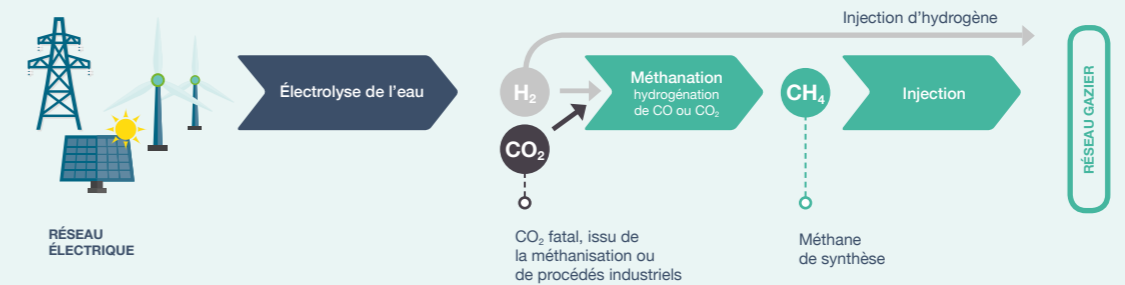 Injection d’hydrogène
Électrolyse de l’eau
H₂
CO₂
Méthanation
hydrogénation
de CO ou CO₂
CH₄
Injection
RÉSEAU GAZIER
RÉSEAU
ÉLECTRIQUE
CO₂ fatal, issu de
la méthanisation ou
de procédés industriels
Méthane
de synthèse